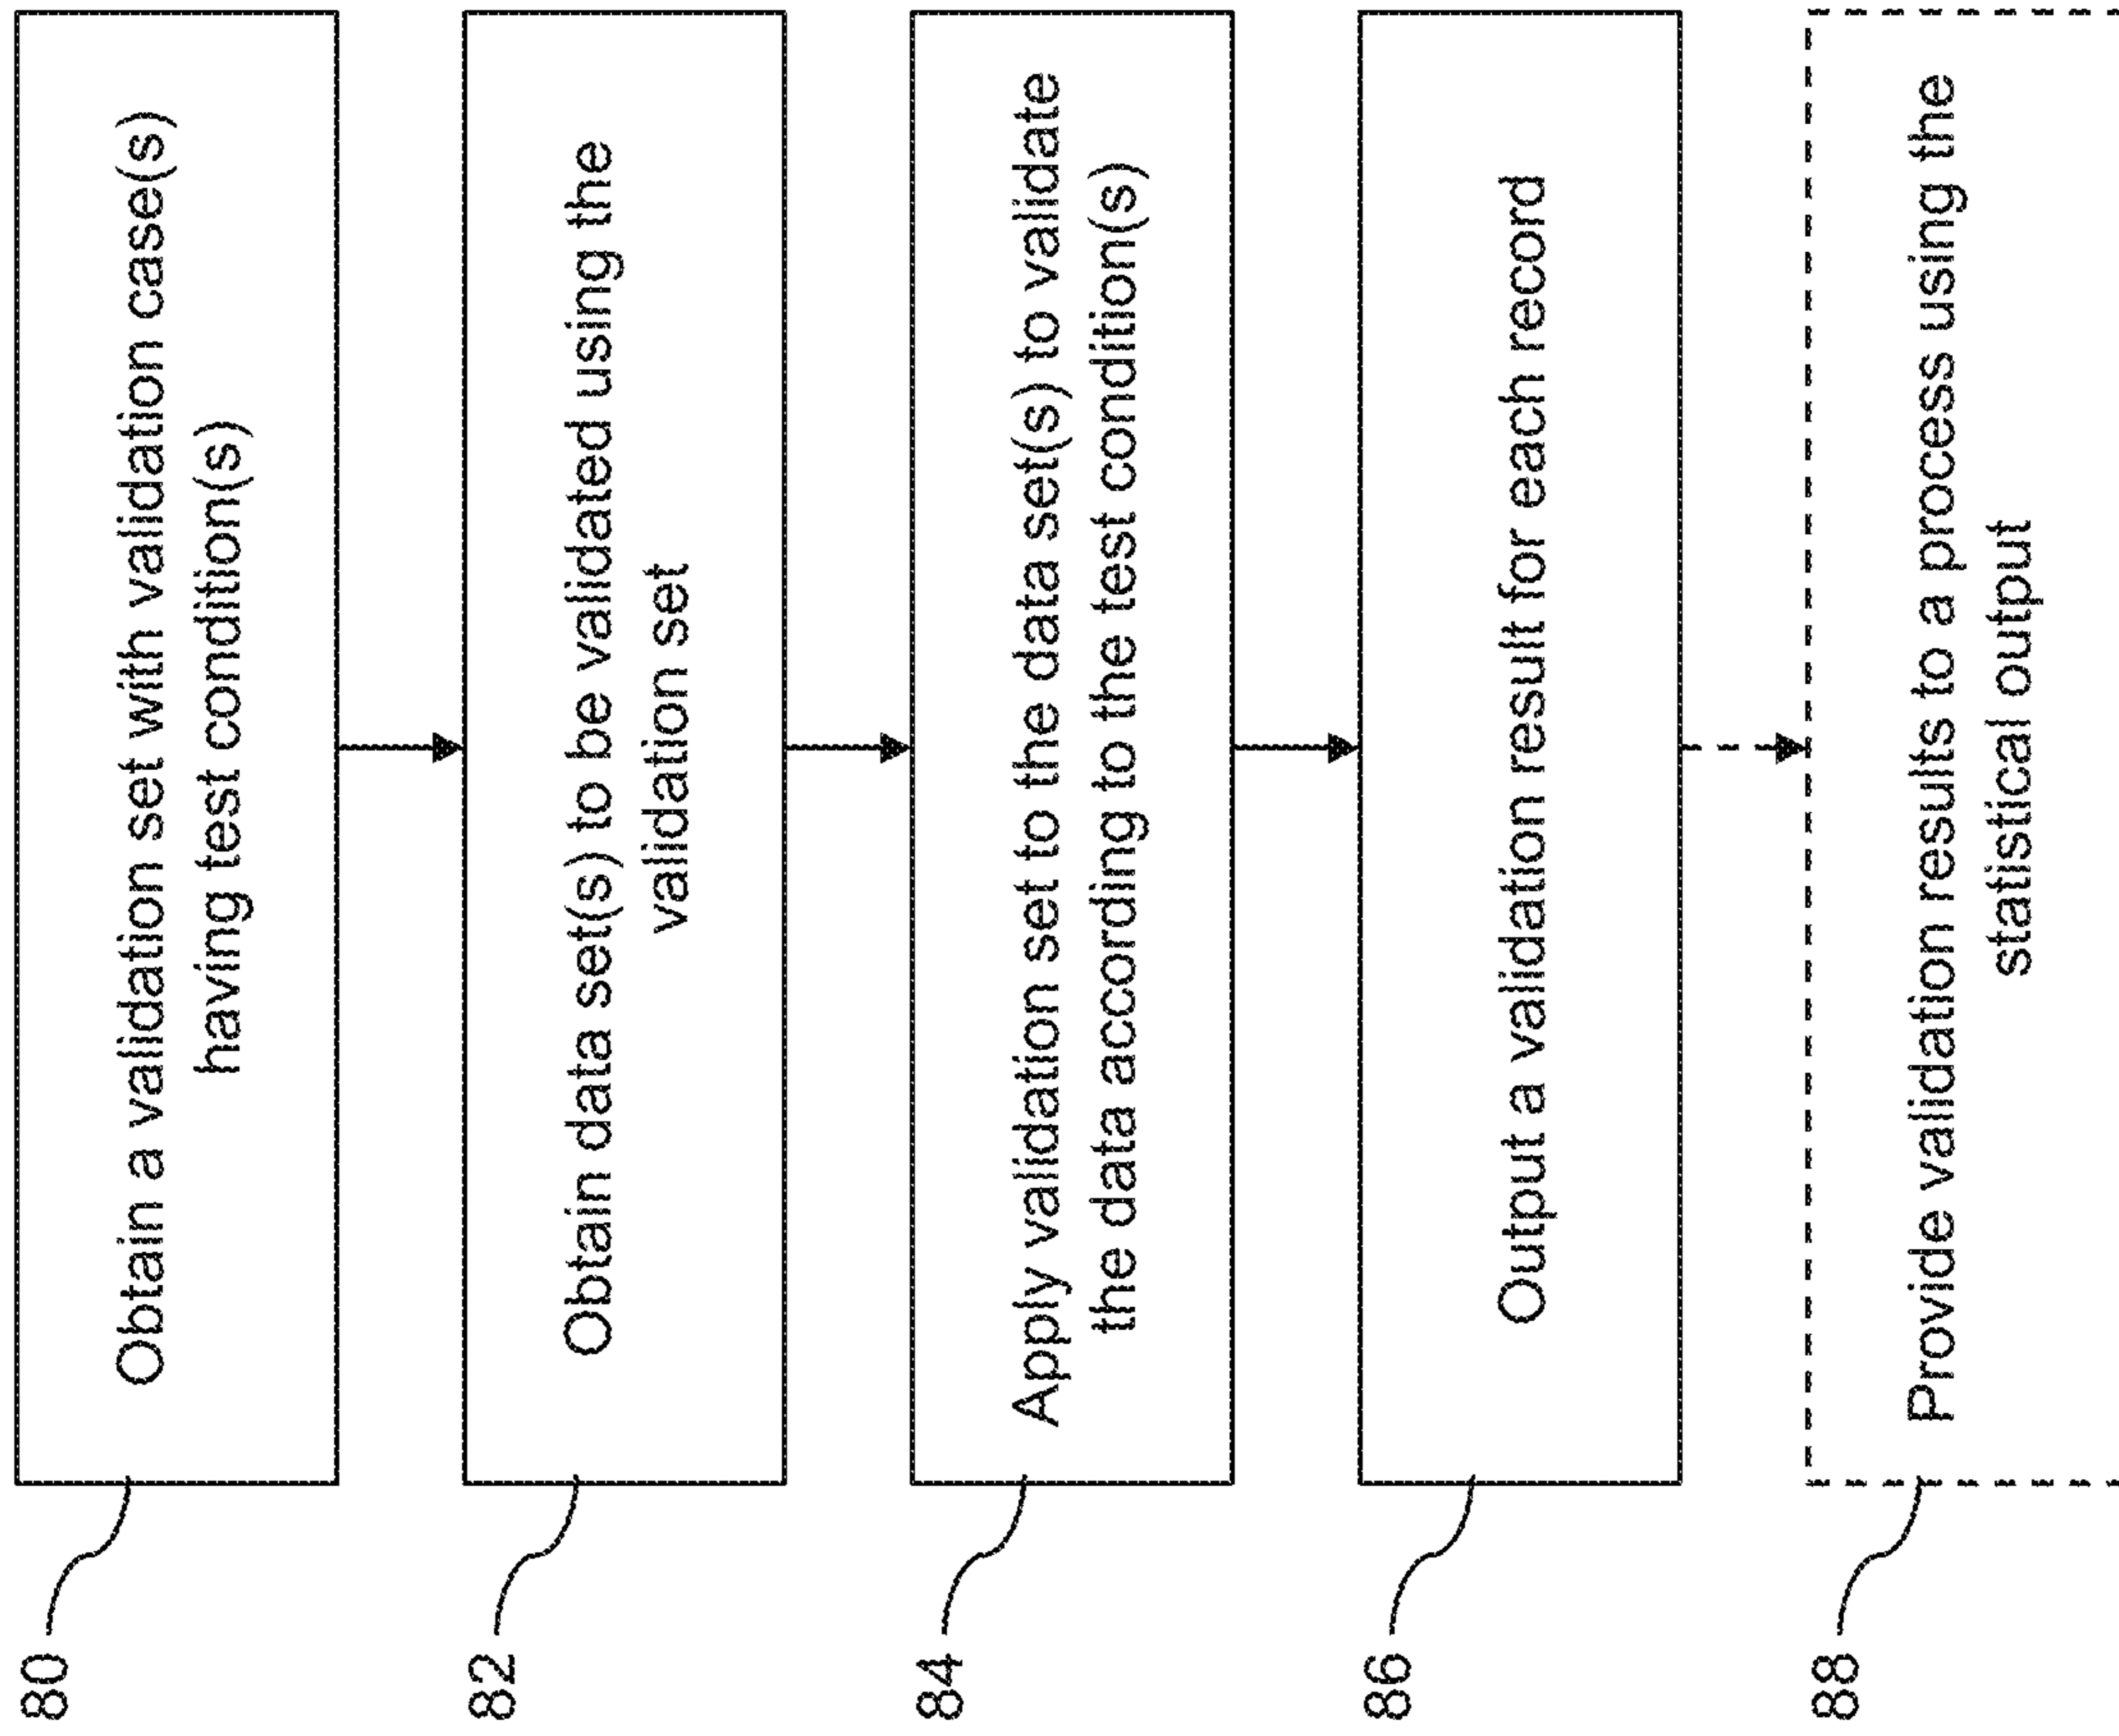 80
Obtain a validation set with validation case(s)
having test condition(s)
82
Obtain data set(s) to be validated using the
validation set
84
Apply validation set to the data set(s) to validate
the data according to the test condition(s)
86
Output a validation result for each record
88
Provide validation results to a process using the
statistical output